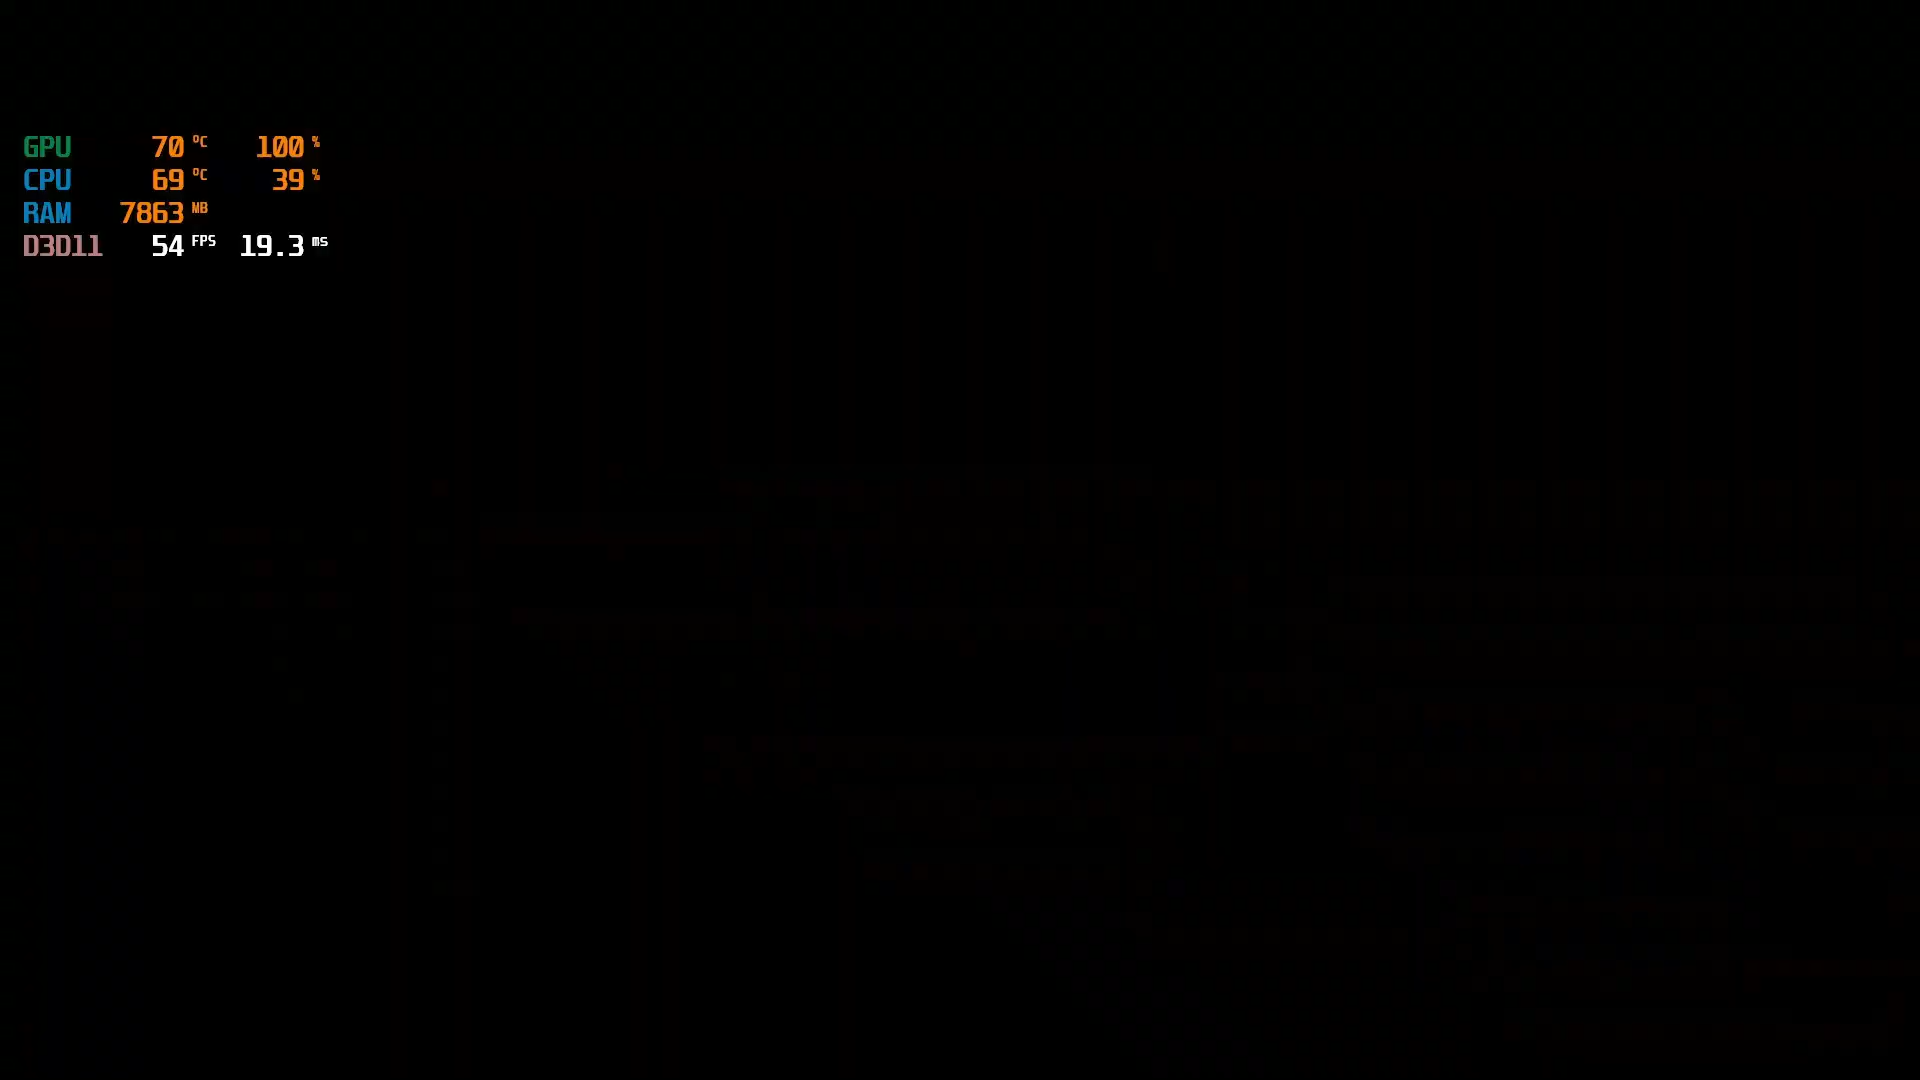 GPU 70 °C 100 %
CPU 69 °C 39 %
RAM 7863 MB
D3D11 54 FPS 19.3 ms